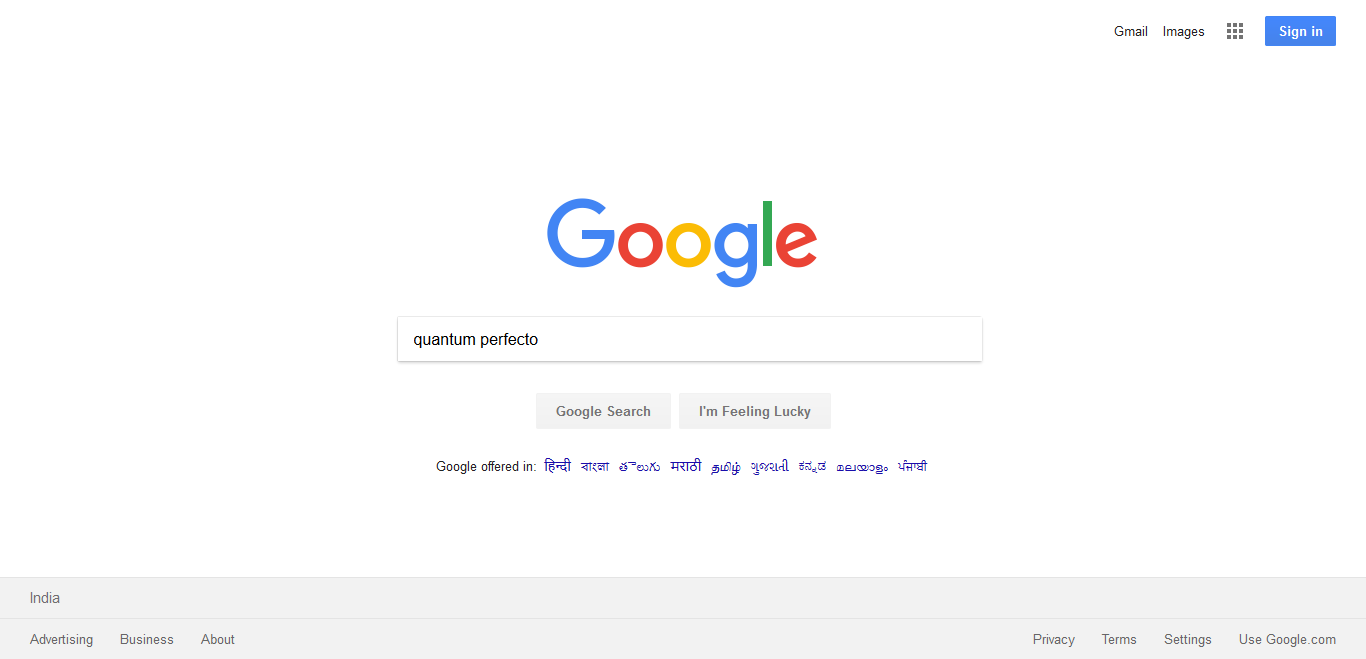 Gmail Images Sign in
Google
quantum perfecto
Google Search I'm Feeling Lucky
Google offered in: हिन्दी বাংলা తెలుగు मराठी தமிழ் ગુજરાતી ಕನ್ನಡ മലയാളം ਪੰਜਾਬੀ
India
Advertising Business About Privacy Terms Settings Use Google.com